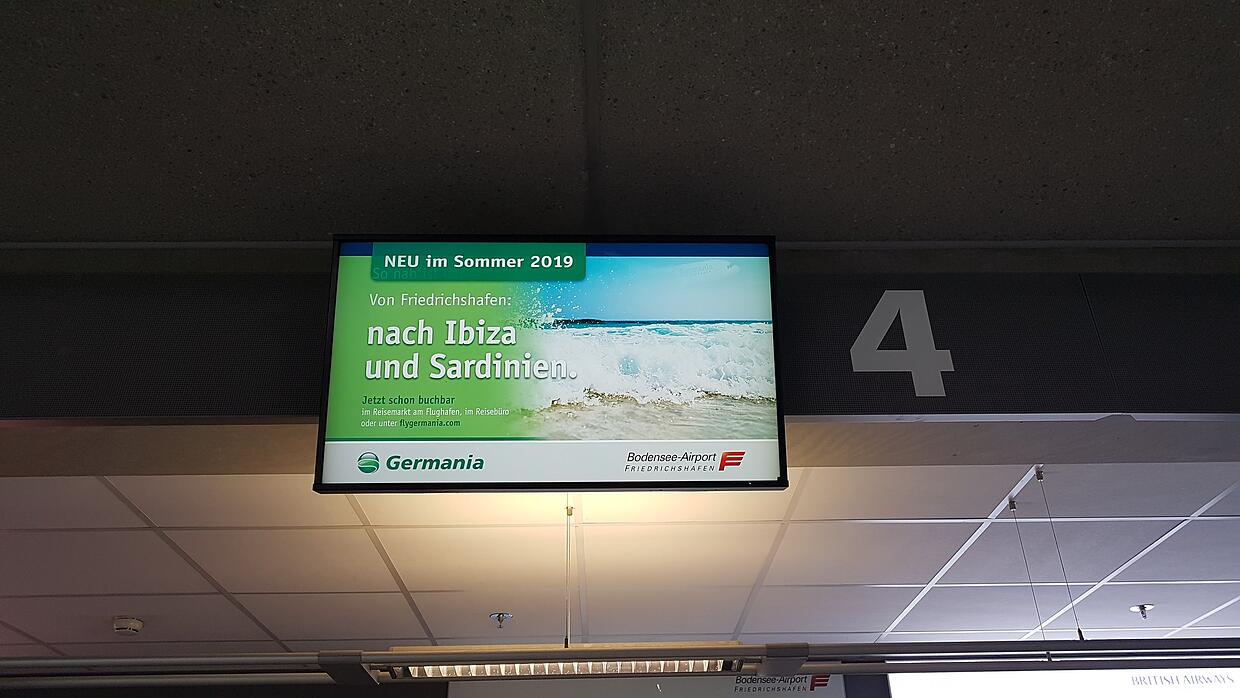 NEU im Sommer 2019
Von Friedrichshafen:
nach Ibiza
und Sardinien.
Jetzt schon buchbar
im Reisemarkt am Flughafen, im Reisebüro
oder unter flygermania.com
Germania
Bodensee-Airport
FRIEDRICHSHAFEN
4
Bodensee-Airport
FRIEDRICHSHAFEN
BRITISH AIRWAYS